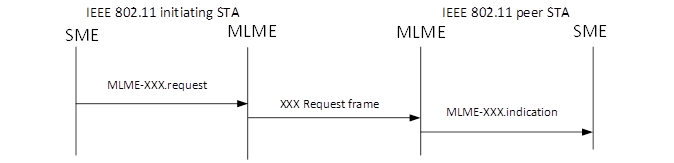 IEEE 802.11 initiating STA
IEEE 802.11 peer STA
SME
MLME
MLME
SME
MLME-XXX.request
XXX Request frame
MLME-XXX.indication